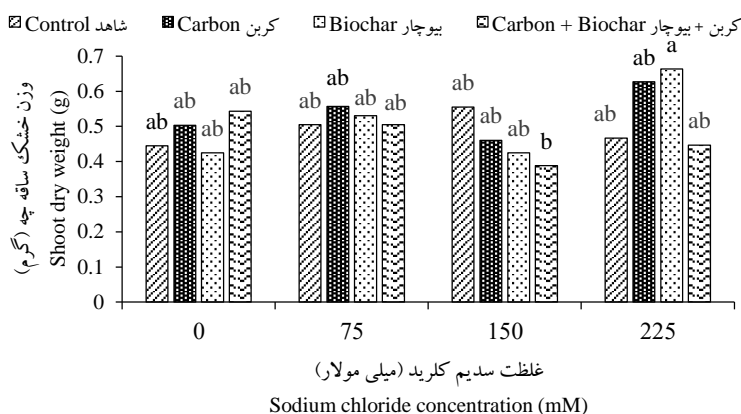 Control شاهد Carbon کربن Biochar بیوچار Carbon + Biochar کربن + بیوچار
وزن خشک ساقه چه (گرم)
Shoot dry weight (g)
0.7
0.6
0.5
0.4
0.3
0.2
0.1
0
ab ab ab ab
ab ab ab ab
ab ab ab b
ab ab a ab
0 75 150 225
غلظت سدیم کلرید (میلی مولار)
Sodium chloride concentration (mM)